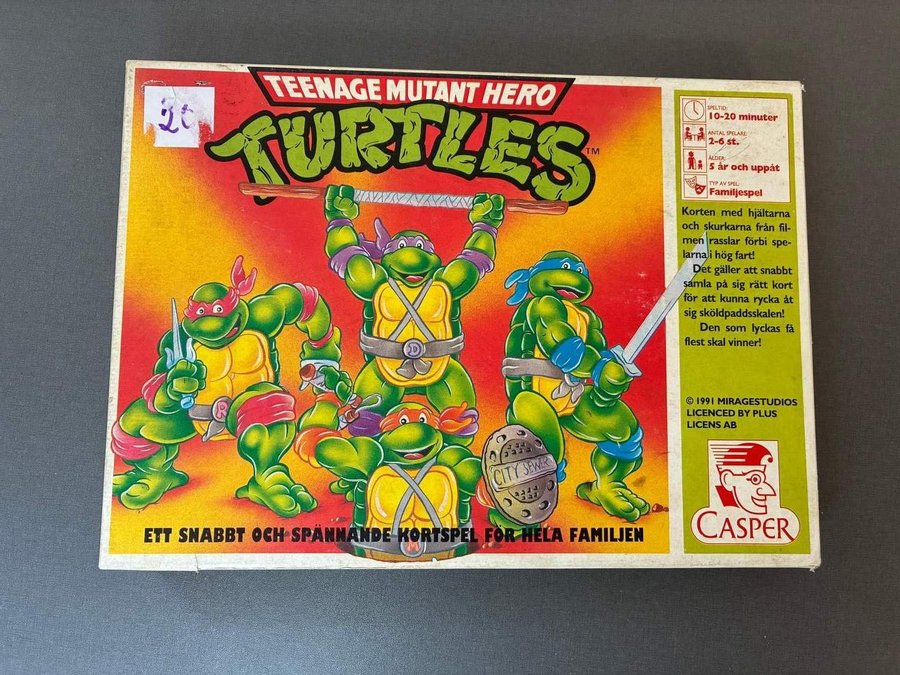 TEENAGE MUTANT HERO
TURTLES™
SPELTID:
10-20 minuter
ANTAL SPELARE:
2-6 st.
ÅLDER:
5 år och uppåt
TYP AV SPEL:
Familjespel
Korten med hjältarna
och skurkarna från fil-
men rasslar förbi spe-
larna i hög fart!
Det gäller att snabbt
samla på sig rätt kort
för att kunna rycka åt
sig sköldpaddsskalen!
Den som lyckas få
flest skal vinner!
D
R
CITY SEWER
M
© 1991 MIRAGESTUDIOS
LICENCED BY PLUS
LICENS AB
CASPER
ETT SNABBT OCH SPÄNNANDE KORTSPEL FÖR HELA FAMILJEN